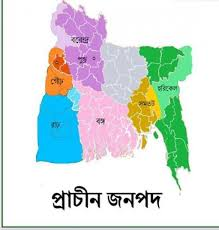 বরেন্দ্র
পুন্ড্র
গৌড়
হরিকেল
সমতট
রাঢ়
বঙ্গ
প্রাচীন জনপদ